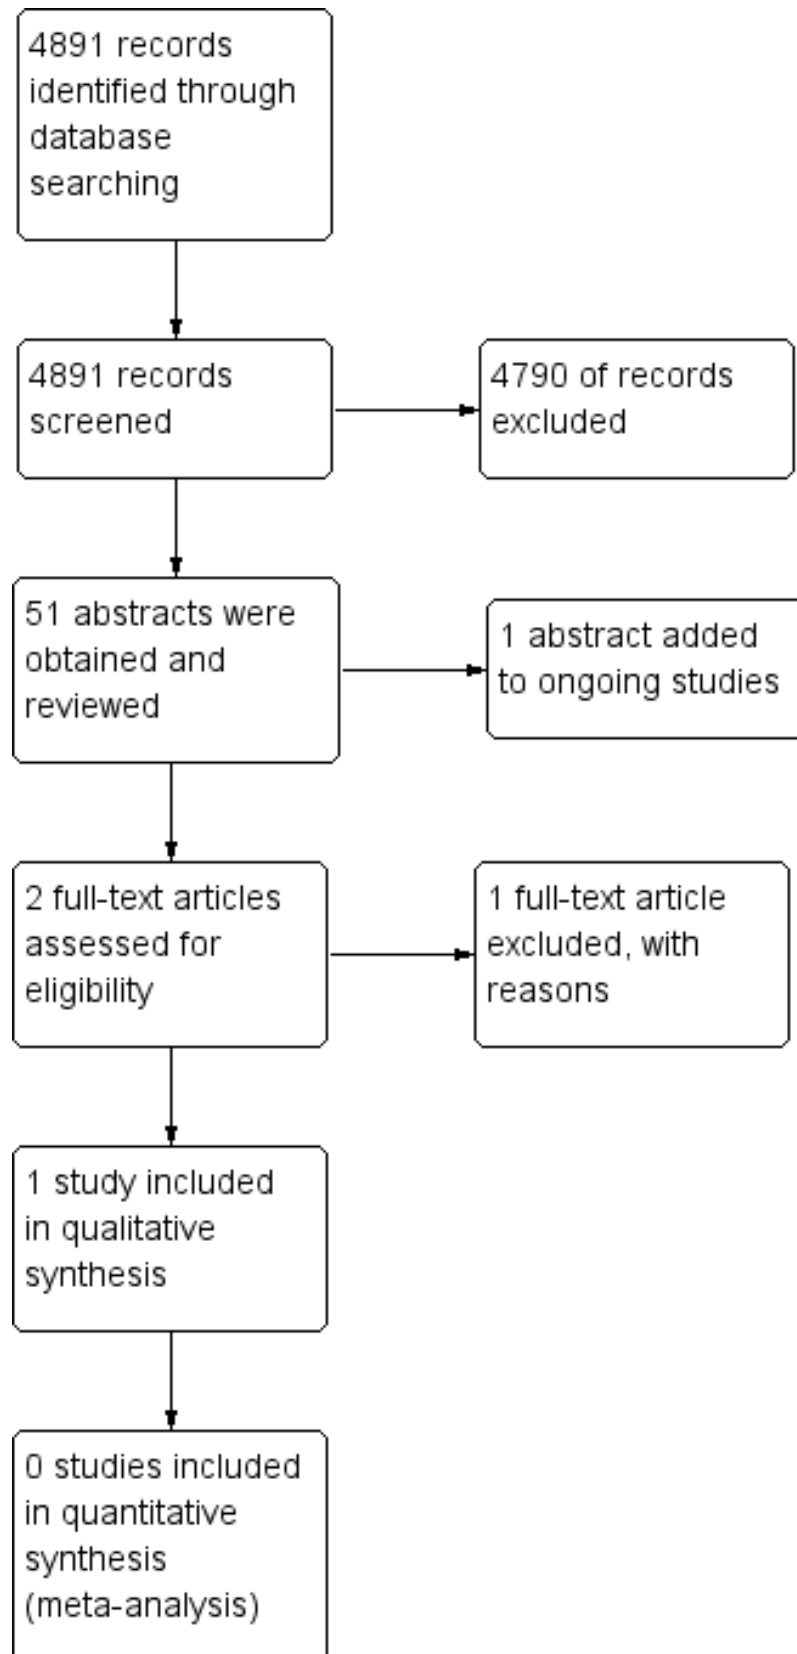 4891 records
identified through
database
searching
4891 records
screened
4790 of records
excluded
51 abstracts were
obtained and
reviewed
1 abstract added
to ongoing studies
2 full-text articles
assessed for
eligibility
1 full-text article
excluded, with
reasons
1 study included
in qualitative
synthesis
0 studies included
in quantitative
synthesis
(meta-analysis)